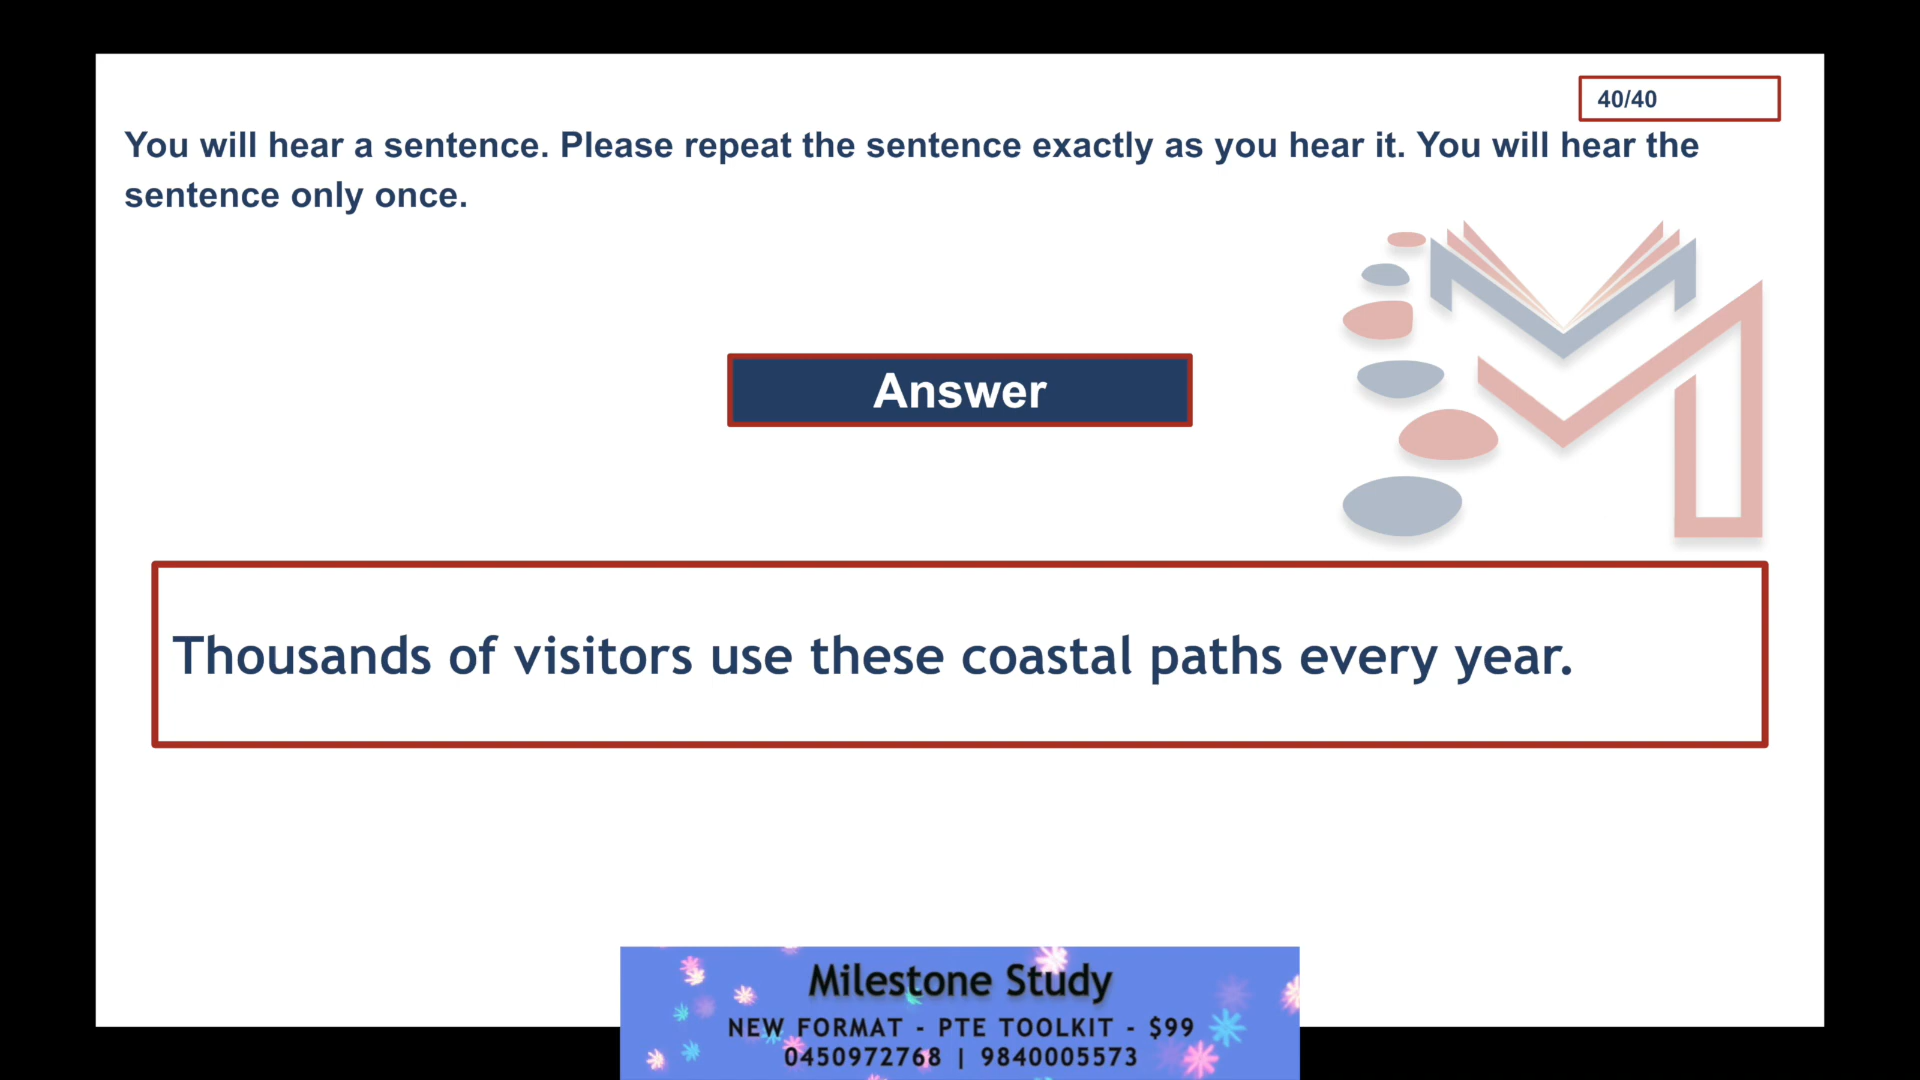 40/40
You will hear a sentence. Please repeat the sentence exactly as you hear it. You will hear the
sentence only once.
Answer
Thousands of visitors use these coastal paths every year.
Milestone Study
NEW FORMAT - PTE TOOLKIT - $99
0450972768 | 9840005573